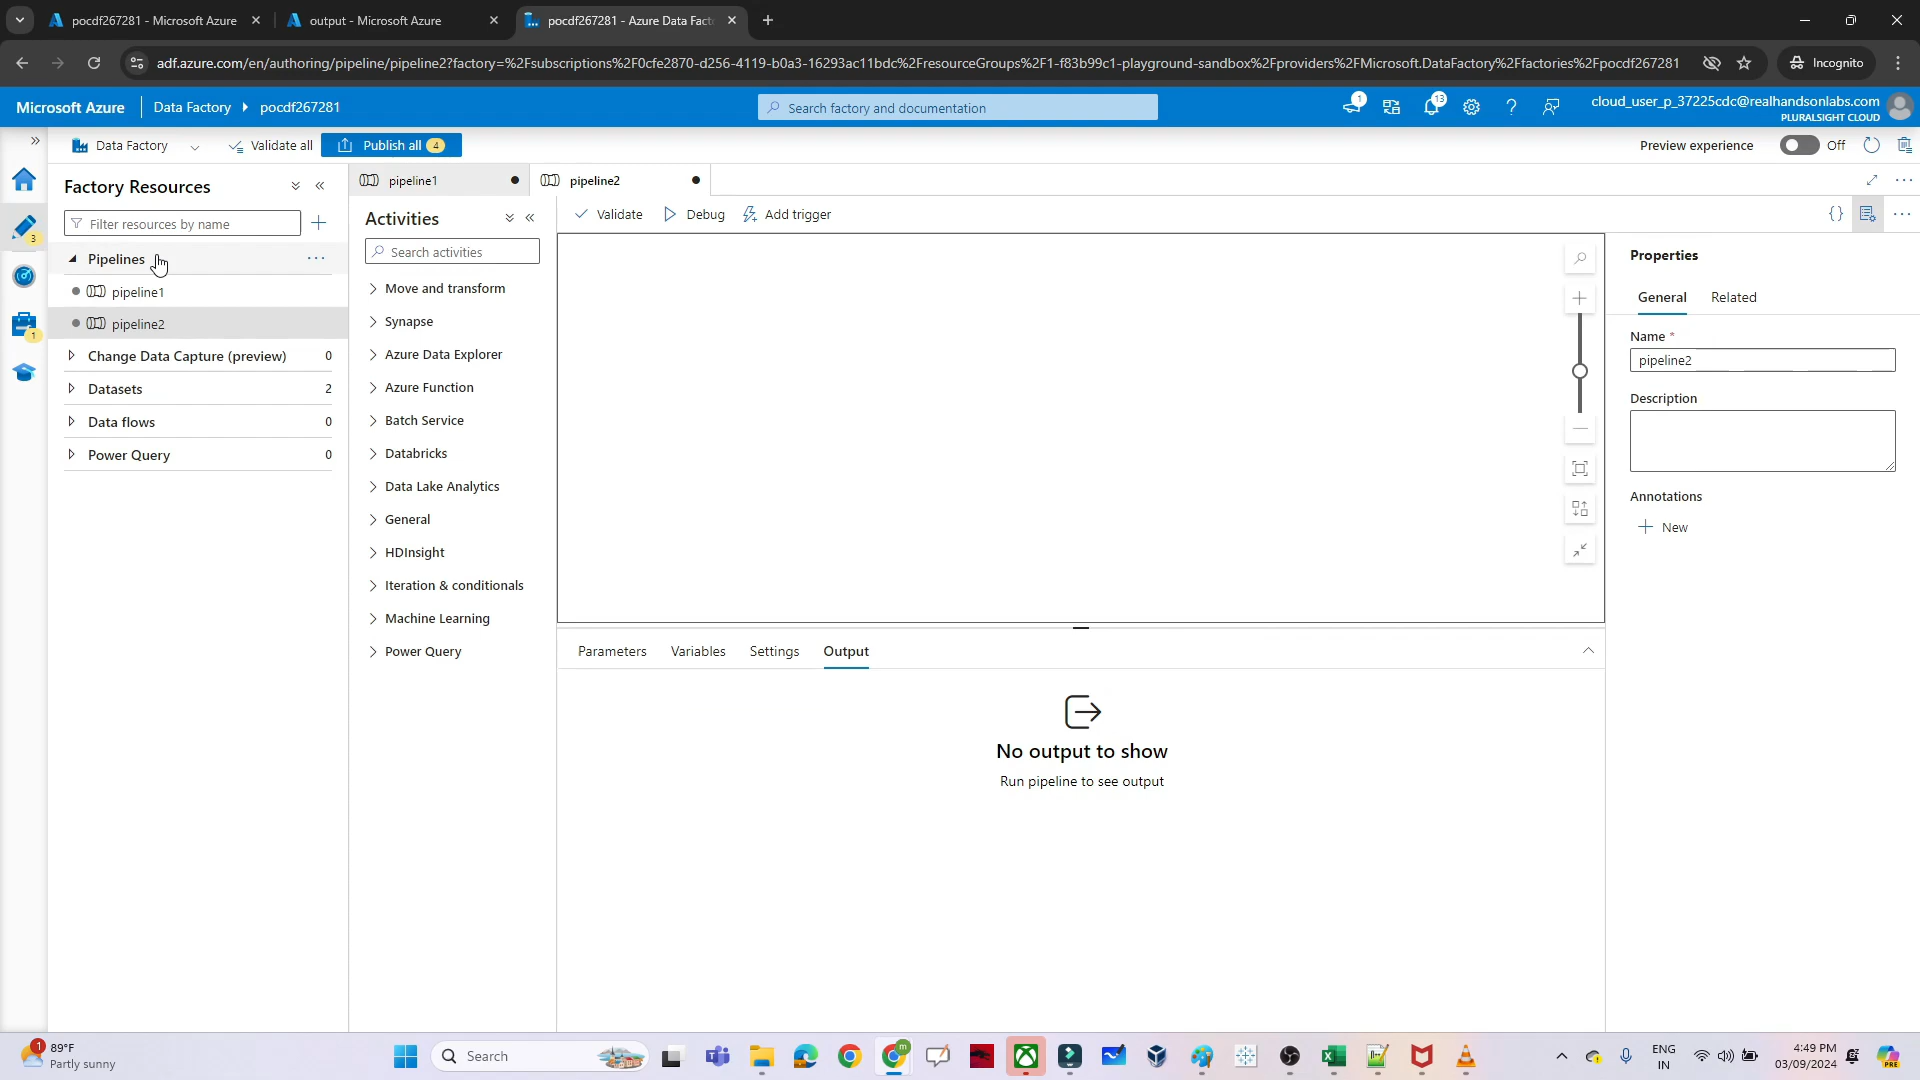 pocdf267281 - Microsoft Azure
output - Microsoft Azure
pocdf267281 - Azure Data Fact
adf.azure.com/en/authoring/pipeline/pipeline2?factory=%2Fsubscriptions%2F0cfe2870-d256-4119-b0a3-16293ac11bdc%2FresourceGroups%2F1-f83b99c1-playground-sandbox%2Fproviders%2FMicrosoft.DataFactory%2Ffactories%2Fpocdf267281
Incognito
Microsoft Azure
Data Factory
pocdf267281
Search factory and documentation
1
13
cloud_user_p_37225cdc@realhandsonlabs.com
PLURALSIGHT CLOUD
Data Factory
Validate all
Publish all 4
Preview experience
Off
Factory Resources
Filter resources by name
3
1
Pipelines
pipeline1
pipeline2
Change Data Capture (preview) 0
Datasets 2
Data flows 0
Power Query 0
pipeline1
pipeline2
Activities
Search activities
Move and transform
Synapse
Azure Data Explorer
Azure Function
Batch Service
Databricks
Data Lake Analytics
General
HDInsight
Iteration & conditionals
Machine Learning
Power Query
Validate
Debug
Add trigger
Parameters
Variables
Settings
Output
No output to show
Run pipeline to see output
Properties
General
Related
Name *
pipeline2
Description
Annotations
New
1
89°F
Partly sunny
Search
m
ENG
IN
4:49 PM
03/09/2024
PRE